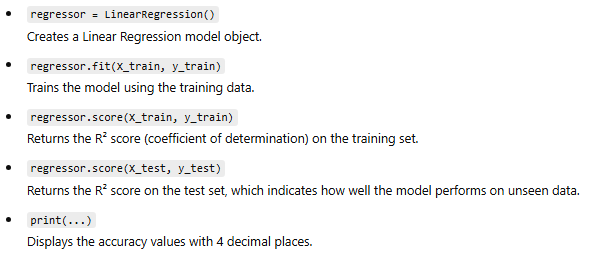 • regressor = LinearRegression()
Creates a Linear Regression model object.
• regressor.fit(X_train, y_train)
Trains the model using the training data.
• regressor.score(X_train, y_train)
Returns the R² score (coefficient of determination) on the training set.
• regressor.score(X_test, y_test)
Returns the R² score on the test set, which indicates how well the model performs on unseen data.
• print(...)
Displays the accuracy values with 4 decimal places.